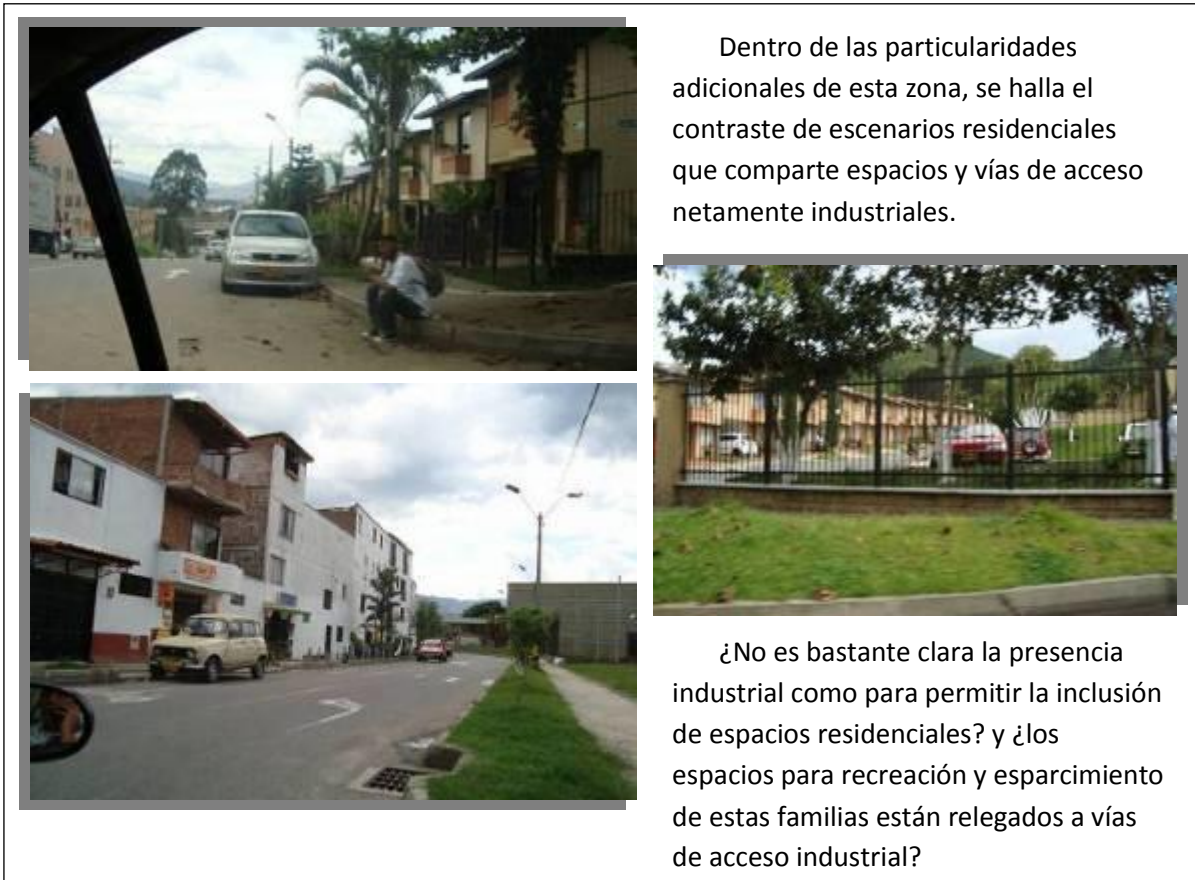 Dentro de las particularidades
adicionales de esta zona, se halla el
contraste de escenarios residenciales
que comparte espacios y vías de acceso
netamente industriales.
¿No es bastante clara la presencia
industrial como para permitir la inclusión
de espacios residenciales? y ¿los
espacios para recreación y esparcimiento
de estas familias están relegados a vías
de acceso industrial?